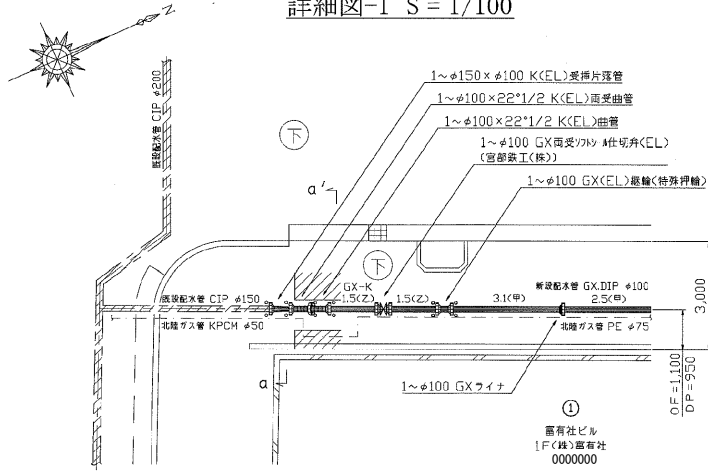 詳細図-1 S = 1/100
N
既設配水管 CIP φ200
下
1～φ150×φ100 K(EL)受挿片落管
1～φ100×22°1/2 K(EL)両受曲管
1～φ100×22°1/2 K(EL)曲管
1～φ100 GX両受ソフトシール仕切弁(EL)
(宮部鉄工(株))
1～φ100 GX(EL)継輪(特殊押輪)
a'
下
GX-K
既設配水管 CIP φ150
1.5(乙)
1.5(乙)
3.1(甲)
新設配水管 GX.DIP φ100
2.5(甲)
北陸ガス管 KPCM φ50
北陸ガス管 PE φ75
3,000
a
1～φ100 GXライナ
OF=1,100
DP=950
①
富有社ビル
1F(株)富有社
0000000